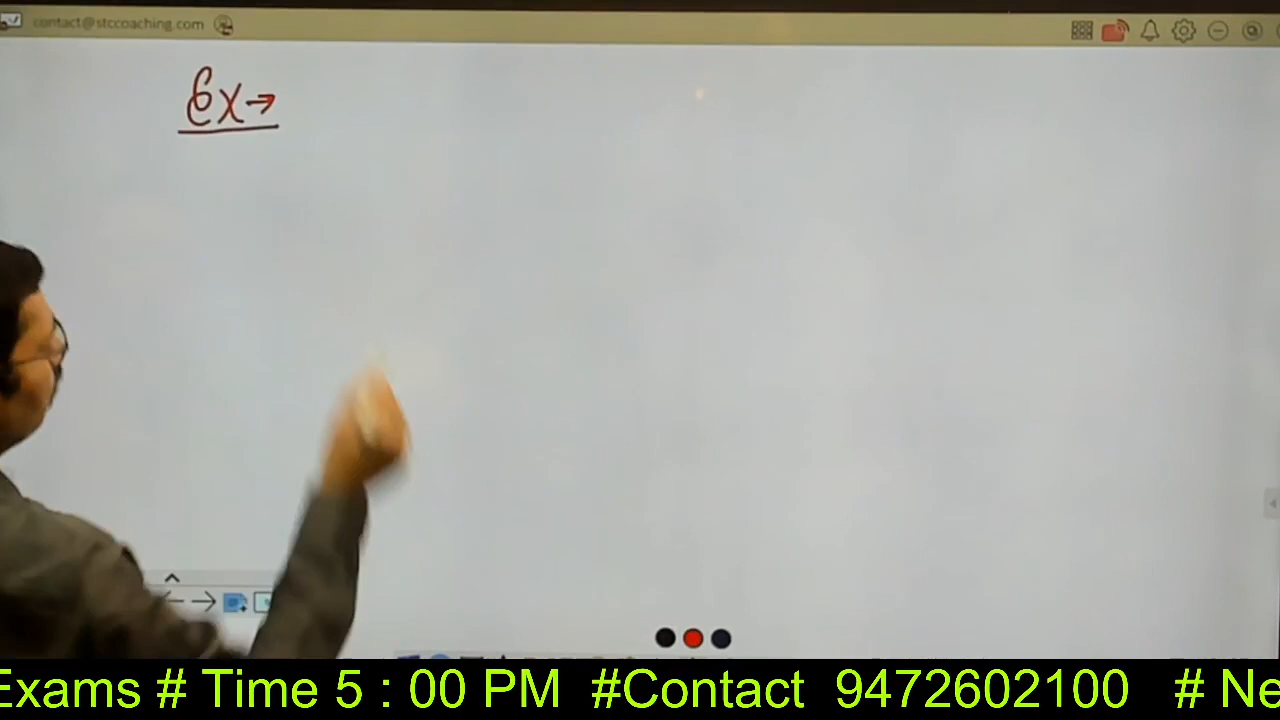 contact@stccoaching.com
Ex→
Exams # Time 5 : 00 PM #Contact 9472602100 # Ne